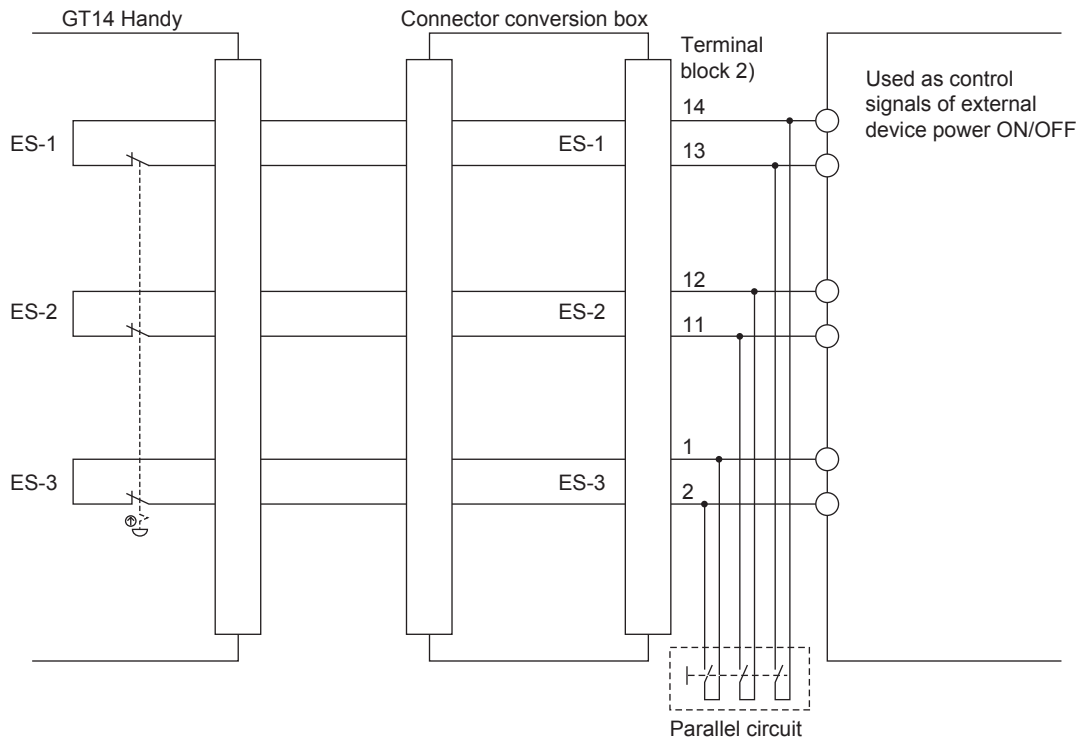 GT14 Handy
Connector conversion box
Terminal
block 2)
Used as control
signals of external
device power ON/OFF
14
ES-1
ES-1
13
12
ES-2
ES-2
11
1
ES-3
ES-3
2
Parallel circuit